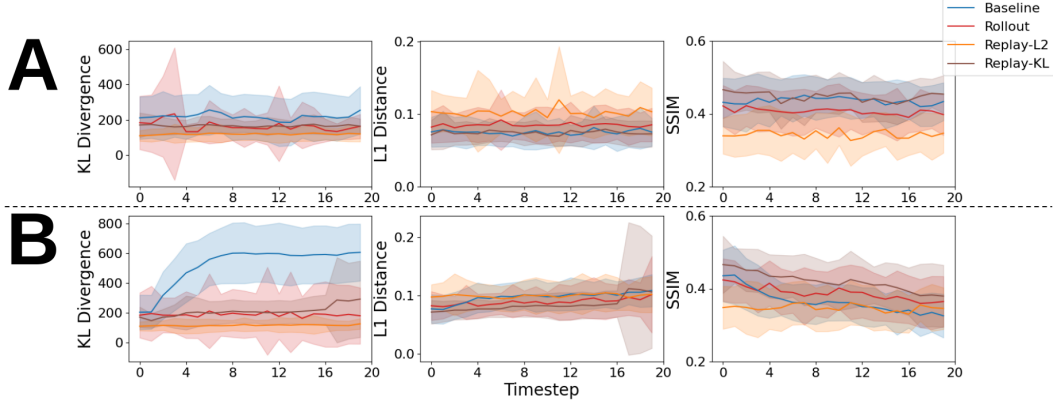 Baseline
Rollout
Replay-L2
Replay-KL
A
KL Divergence
600
400
200
0
0 4 8 12 16 20
L1 Distance
0.2
0.1
0.0
0 4 8 12 16 20
SSIM
0.6
0.4
0.2
0 4 8 12 16 20
B
KL Divergence
800
600
400
200
0
0 4 8 12 16 20
L1 Distance
0.2
0.1
0.0
0 4 8 12 16 20
SSIM
0.6
0.4
0.2
0 4 8 12 16 20
Timestep